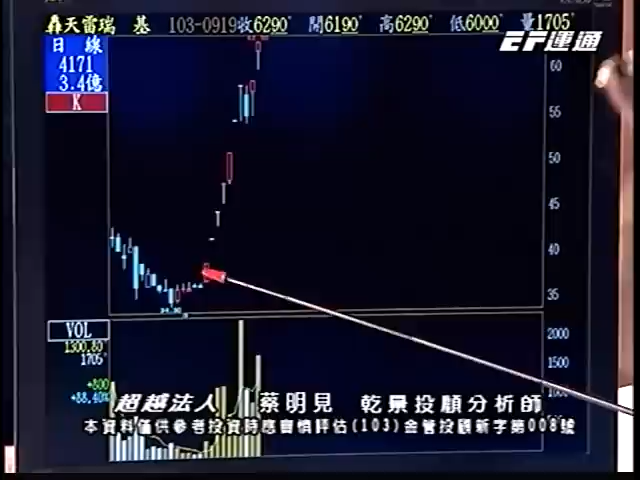 轟天雷瑞 基 103-0919收6290' 開6190' 高6290' 低6000' 量1705'
EF運通
日 線
4171
3.4億
K
60
55
50
45
40
35
VOL
1300.80'
1705'
+800
+88.40%
2000
1500
超越法人 蔡明見 乾景投顧分析師
本資料僅供參考投資時應審慎評估(103)金管投顧新字第008號